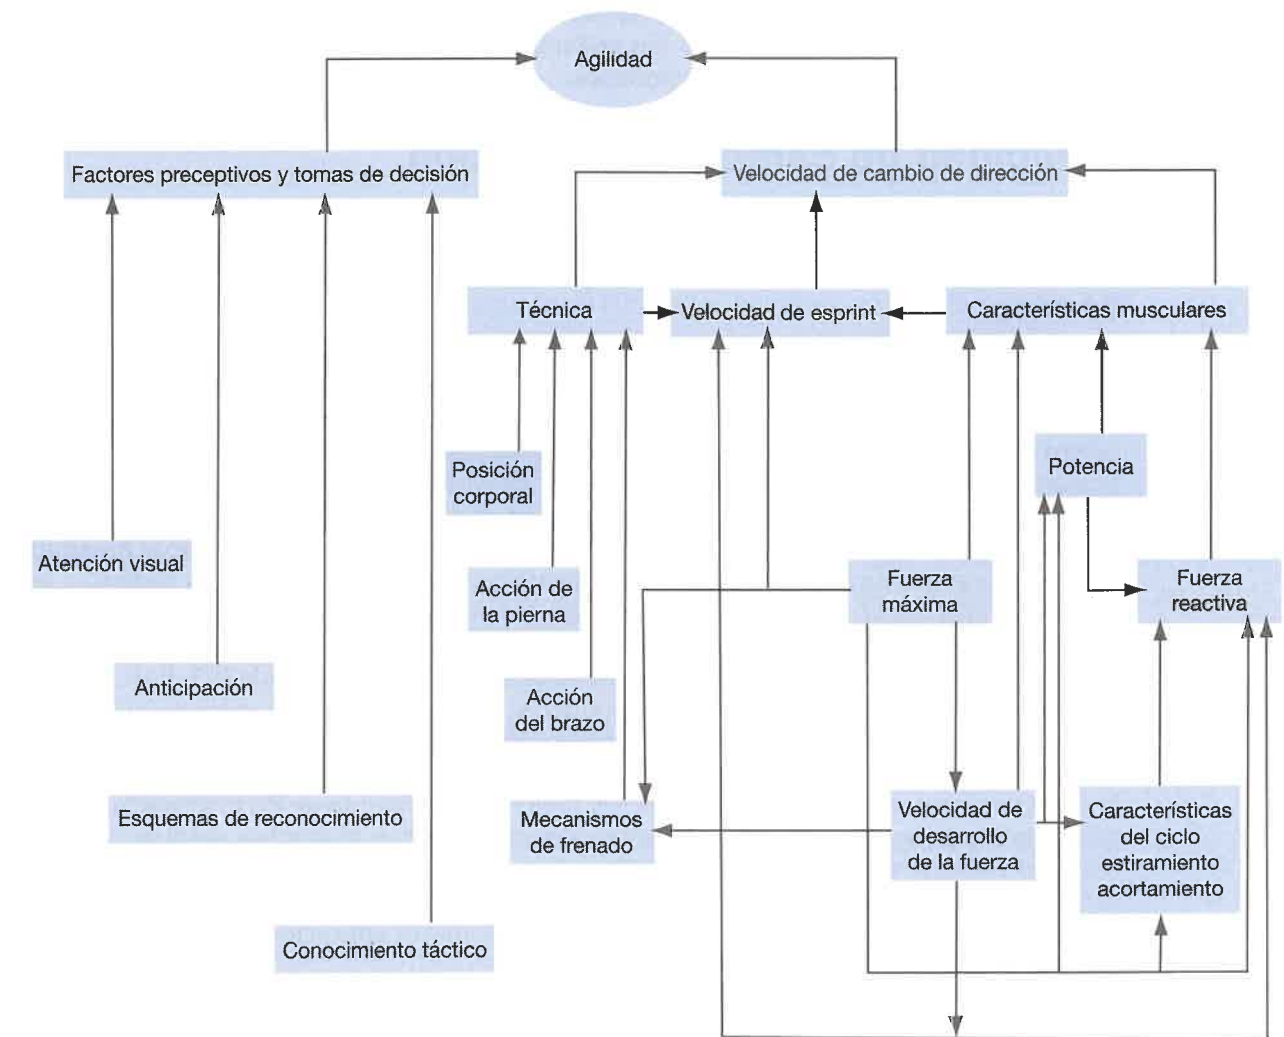 Agilidad
Factores preceptivos y tomas de decisión
Velocidad de cambio de dirección
Técnica
Velocidad de esprint
Características musculares
Posición
corporal
Potencia
Atención visual
Acción de
la pierna
Fuerza
máxima
Fuerza
reactiva
Anticipación
Acción
del brazo
Esquemas de reconocimiento
Mecanismos
de frenado
Velocidad de
desarrollo
de la fuerza
Características
del ciclo
estiramiento
acortamiento
Conocimiento táctico